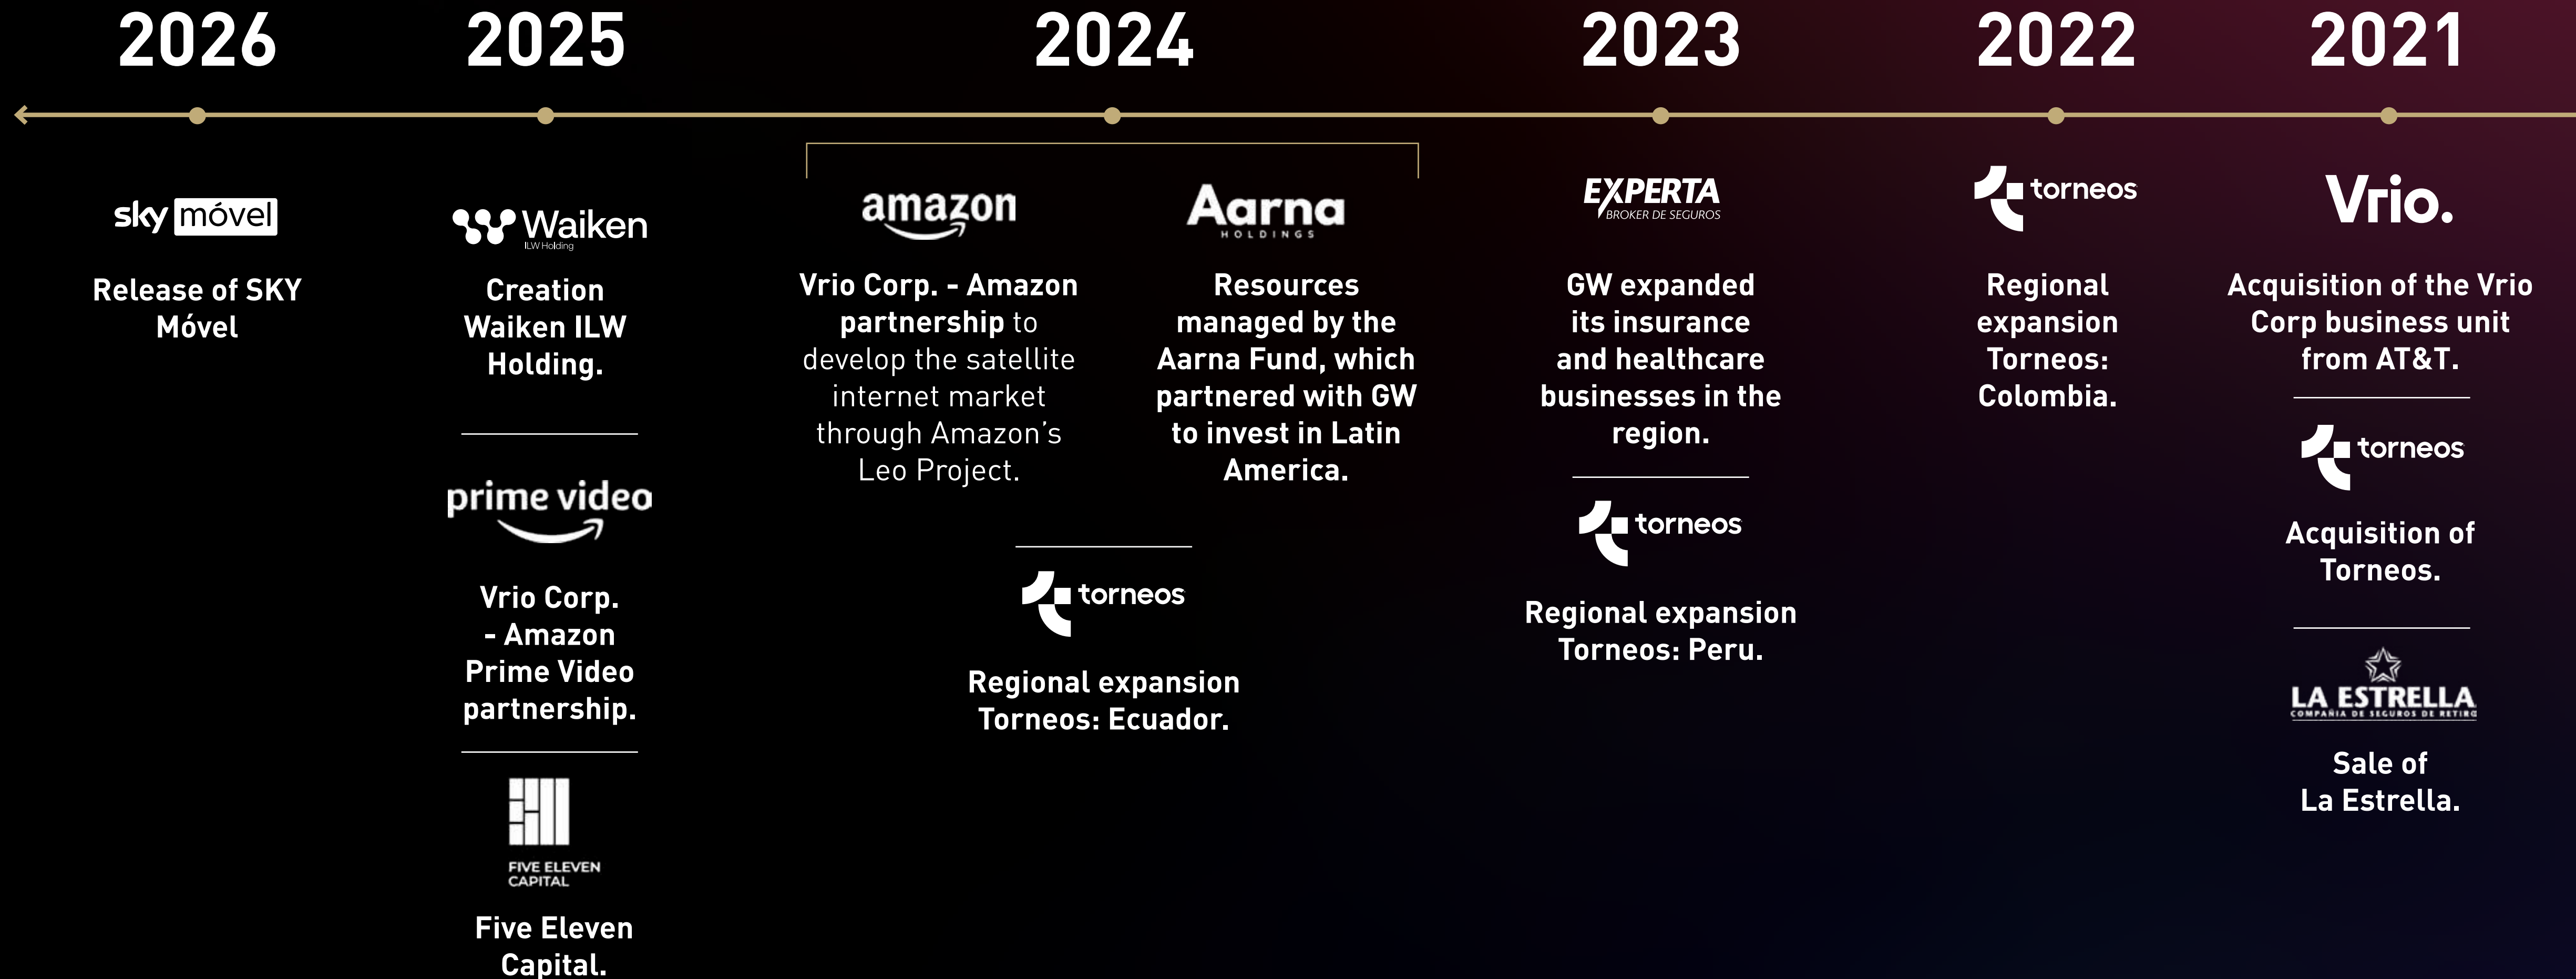 2026
sky móvel
Release of SKY
Móvel
2025
Waiken
ILW Holding
Creation
Waiken ILW
Holding.
prime video
Vrio Corp.
- Amazon
Prime Video
partnership.
FIVE ELEVEN
CAPITAL
Five Eleven
Capital.
2024
amazon
Vrio Corp. - Amazon
partnership to
develop the satellite
internet market
through Amazon’s
Leo Project.
Aarna
HOLDINGS
Resources
managed by the
Aarna Fund, which
partnered with GW
to invest in Latin
America.
torneos
Regional expansion
Torneos: Ecuador.
2023
EXPERTA
BROKER DE SEGUROS
GW expanded
its insurance
and healthcare
businesses in the
region.
torneos
Regional expansion
Torneos: Peru.
2022
torneos
Regional
expansion
Torneos:
Colombia.
2021
Vrio.
Acquisition of the Vrio
Corp business unit
from AT&T.
torneos
Acquisition of
Torneos.
LA ESTRELLA
COMPAÑIA DE SEGUROS DE RETIRO
Sale of
La Estrella.